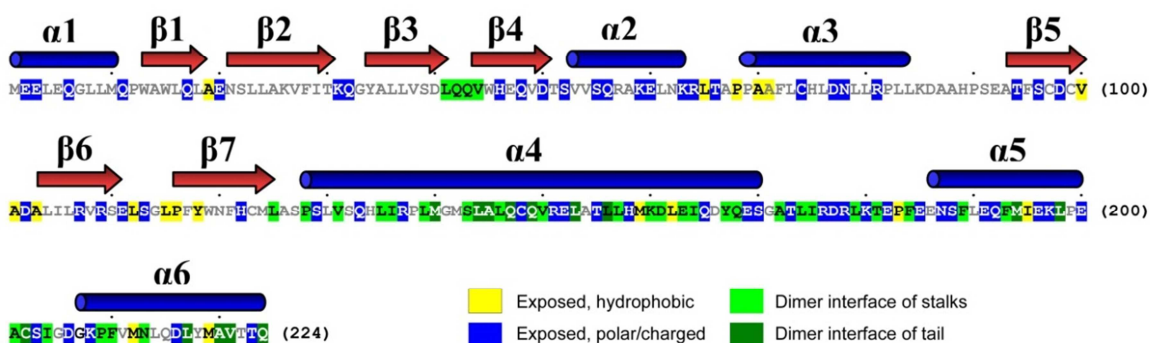 α1 β1 β2 β3 β4 α2 α3 β5
MEELEQGLLMQPWAWLQLAENSLLAKVFITKQGYALLVSDLQQVWHEQVDTSVVSQRAKELNKRLTAPPAAFLCHLDNLLRPLLKDAAHPSEATFSCDCV (100)
β6 β7 α4 α5
ADALILRVRSELSGLPFYWNFHCMLASPSLVSQHLIRPLMGMSLALQCQVRELATLLHMKDLEIQDYQESGATLIRDRLKTEPFEENSFLEQFMIEKLPE (200)
α6
ACSIGDGKPFVMNLQDLYMAVTTQ (224)
Exposed, hydrophobic
Exposed, polar/charged
Dimer interface of stalks
Dimer interface of tail